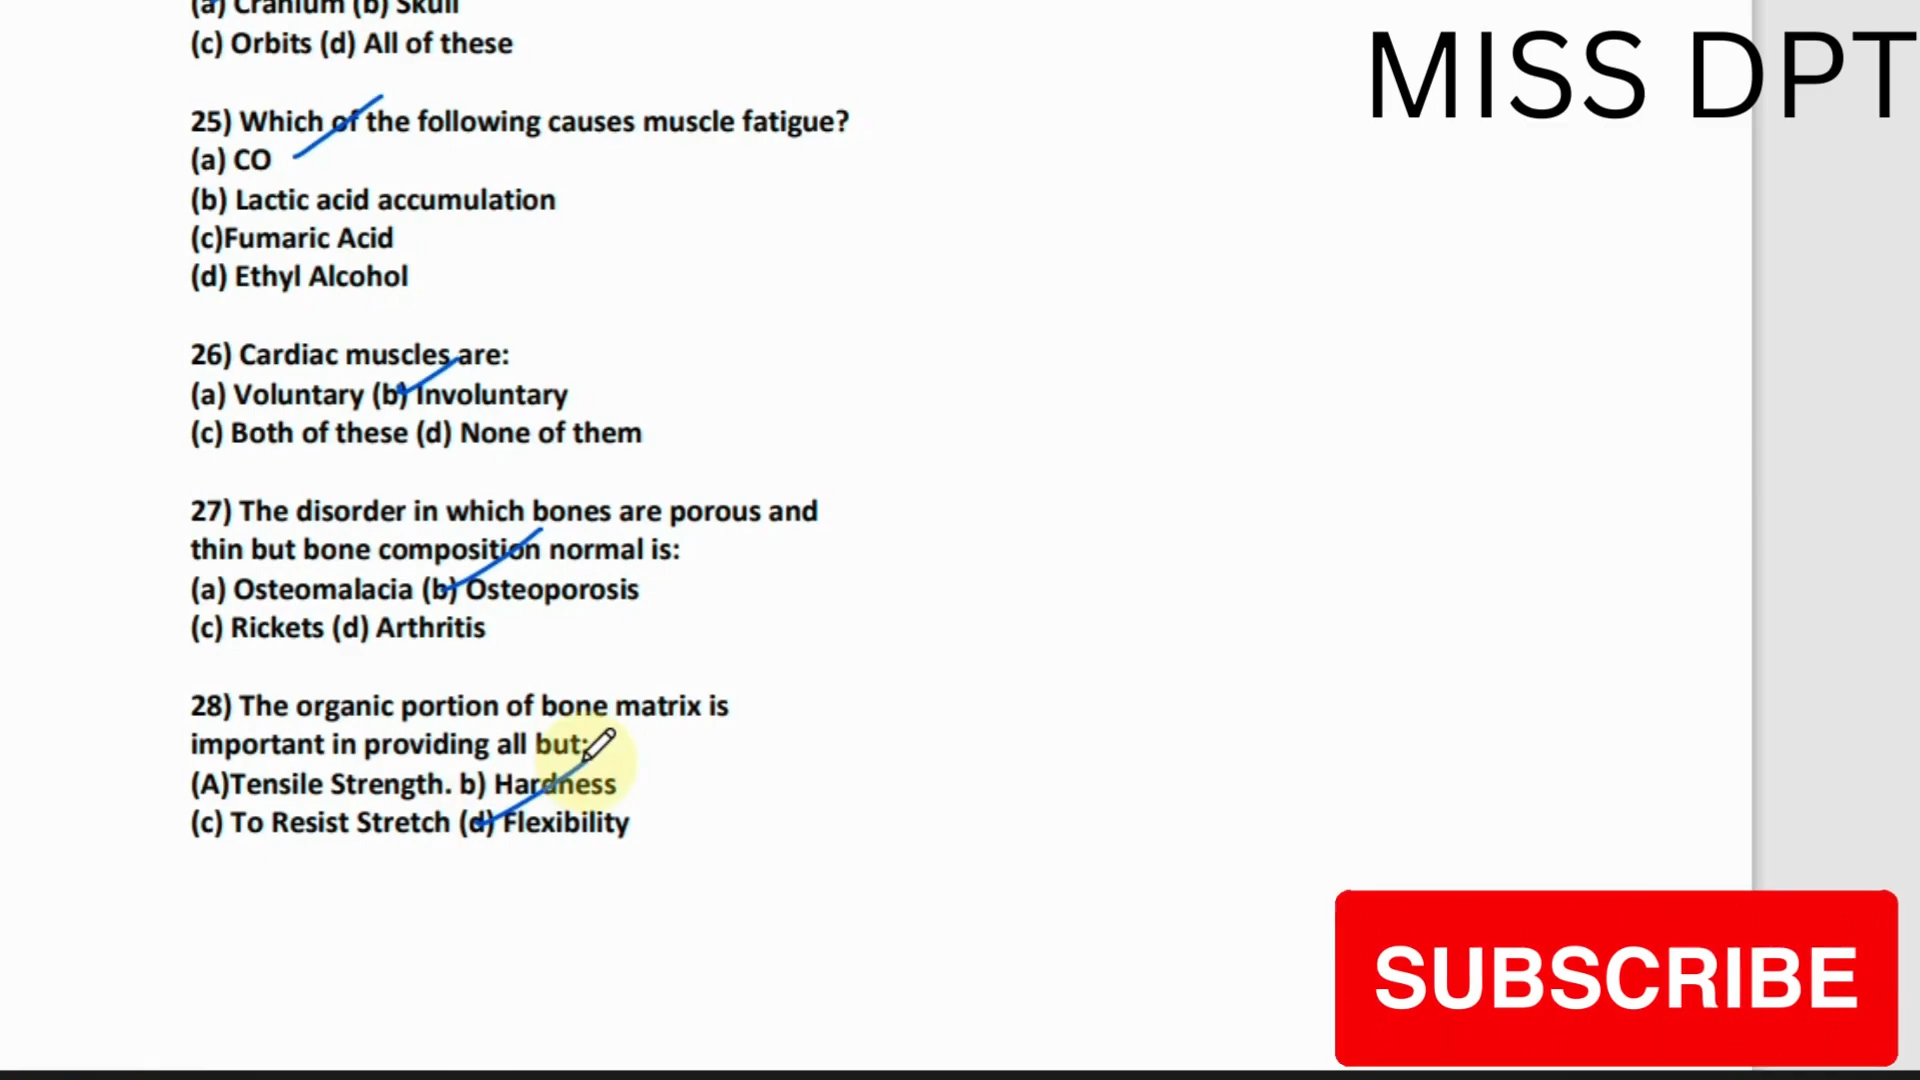 (a) Cranium (b) Skull
(c) Orbits (d) All of these
MISS DPT
25) Which of the following causes muscle fatigue?
(a) CO
(b) Lactic acid accumulation
(c)Fumaric Acid
(d) Ethyl Alcohol
26) Cardiac muscles are:
(a) Voluntary (b) Involuntary
(c) Both of these (d) None of them
27) The disorder in which bones are porous and
thin but bone composition normal is:
(a) Osteomalacia (b) Osteoporosis
(c) Rickets (d) Arthritis
28) The organic portion of bone matrix is
important in providing all but:
(A)Tensile Strength. b) Hardness
(c) To Resist Stretch (d) Flexibility
SUBSCRIBE